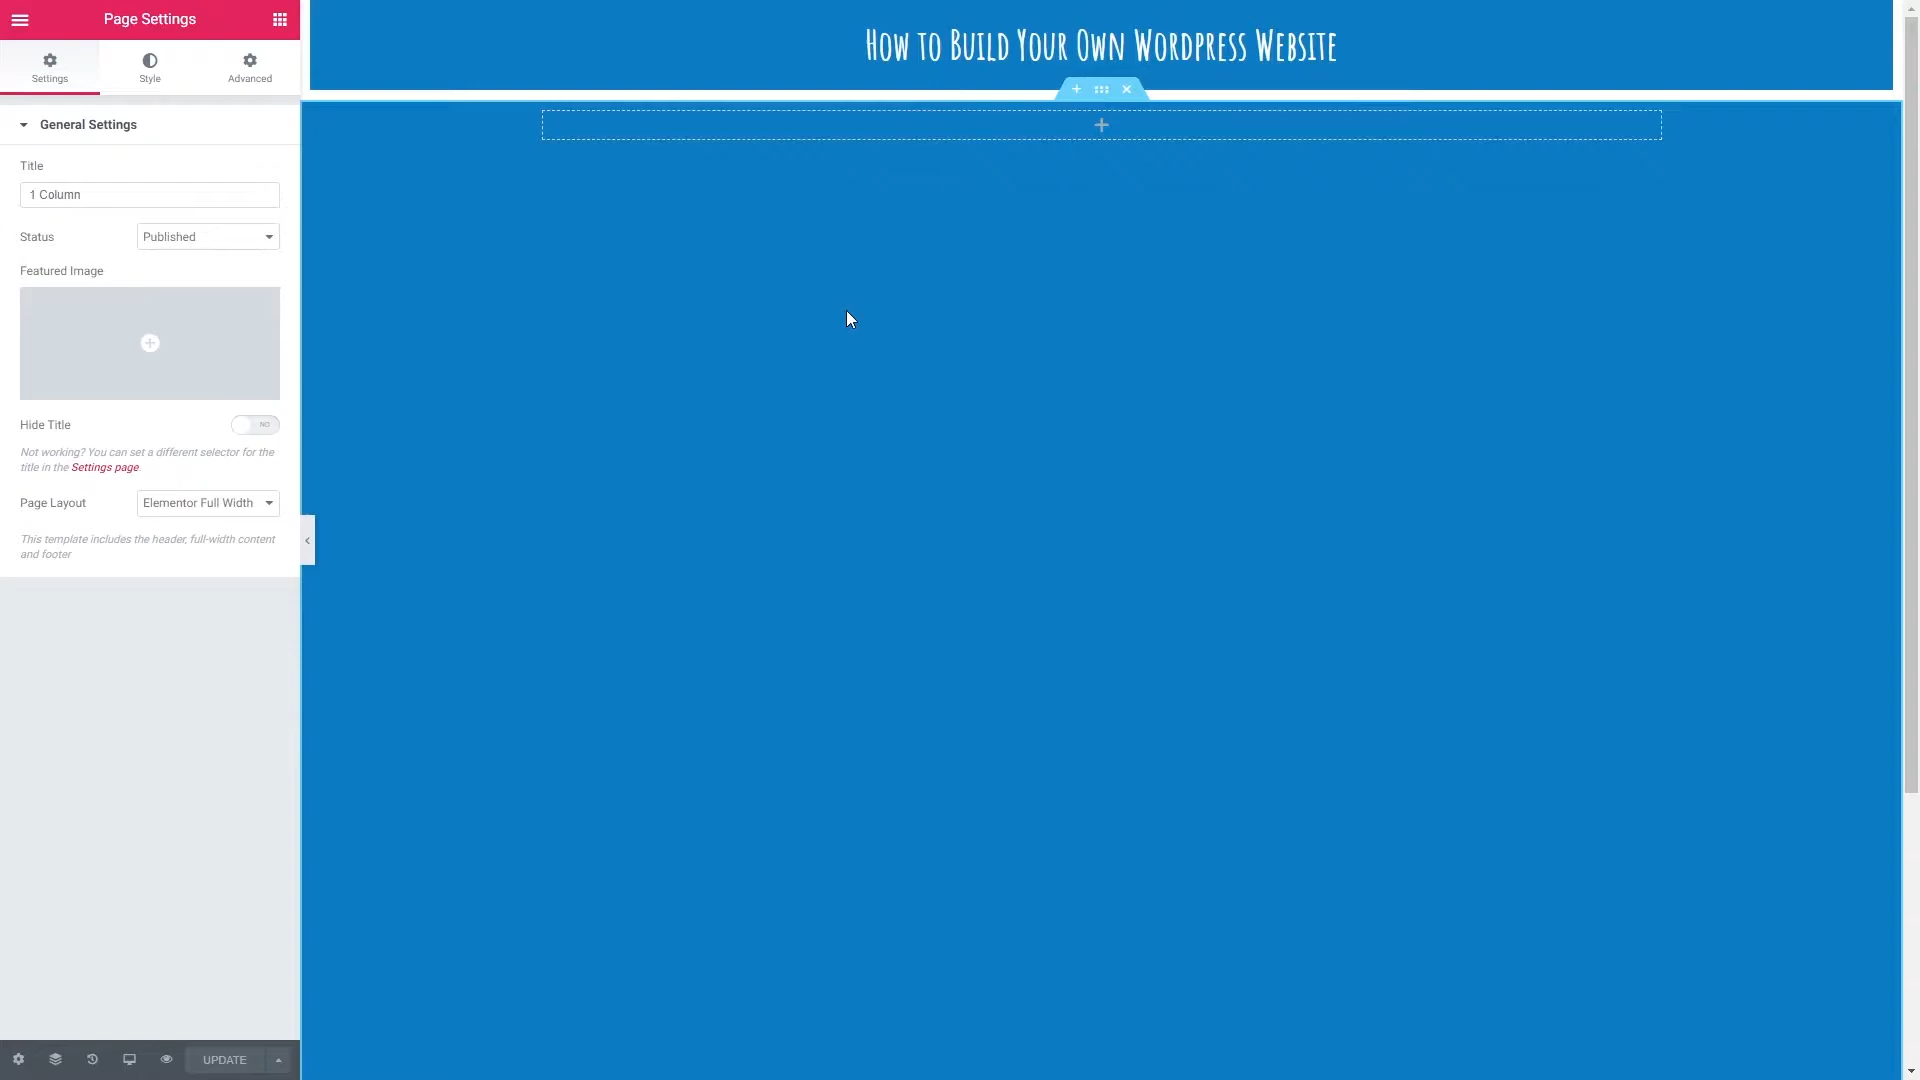 Page Settings
How to Build Your Own Wordpress Website
Settings
Style
Advanced
General Settings
Title
1 Column
Status
Published
Featured Image
Hide Title
NO
Not working? You can set a different selector for the
title in the Settings page.
Page Layout
Elementor Full Width
This template includes the header, full-width content
and footer
UPDATE